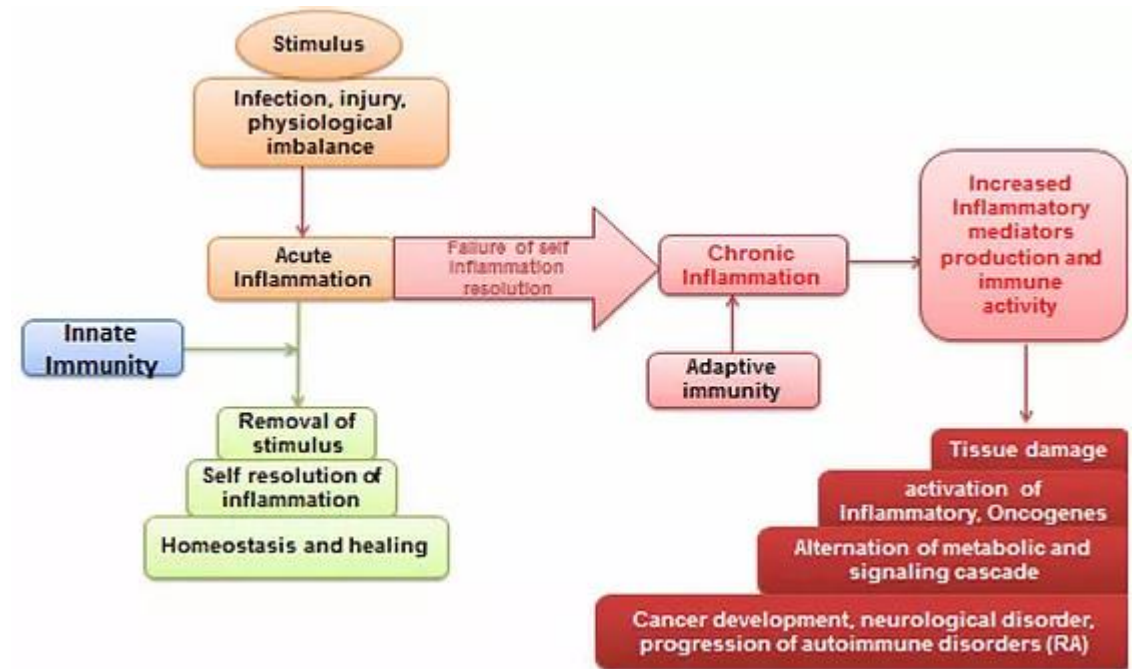 Stimulus
Infection, injury,
physiological
imbalance
Acute
Inflammation
Failure of self
inflammation
resolution
Chronic
Inflammation
Increased
Inflammatory
mediators
production and
immune
activity
Innate
Immunity
Adaptive
immunity
Removal of
stimulus
Self resolution of
inflammation
Homeostasis and healing
Tissue damage
activation of
Inflammatory, Oncogenes
Alternation of metabolic and
signaling cascade
Cancer development, neurological disorder,
progression of autoimmune disorders (RA)